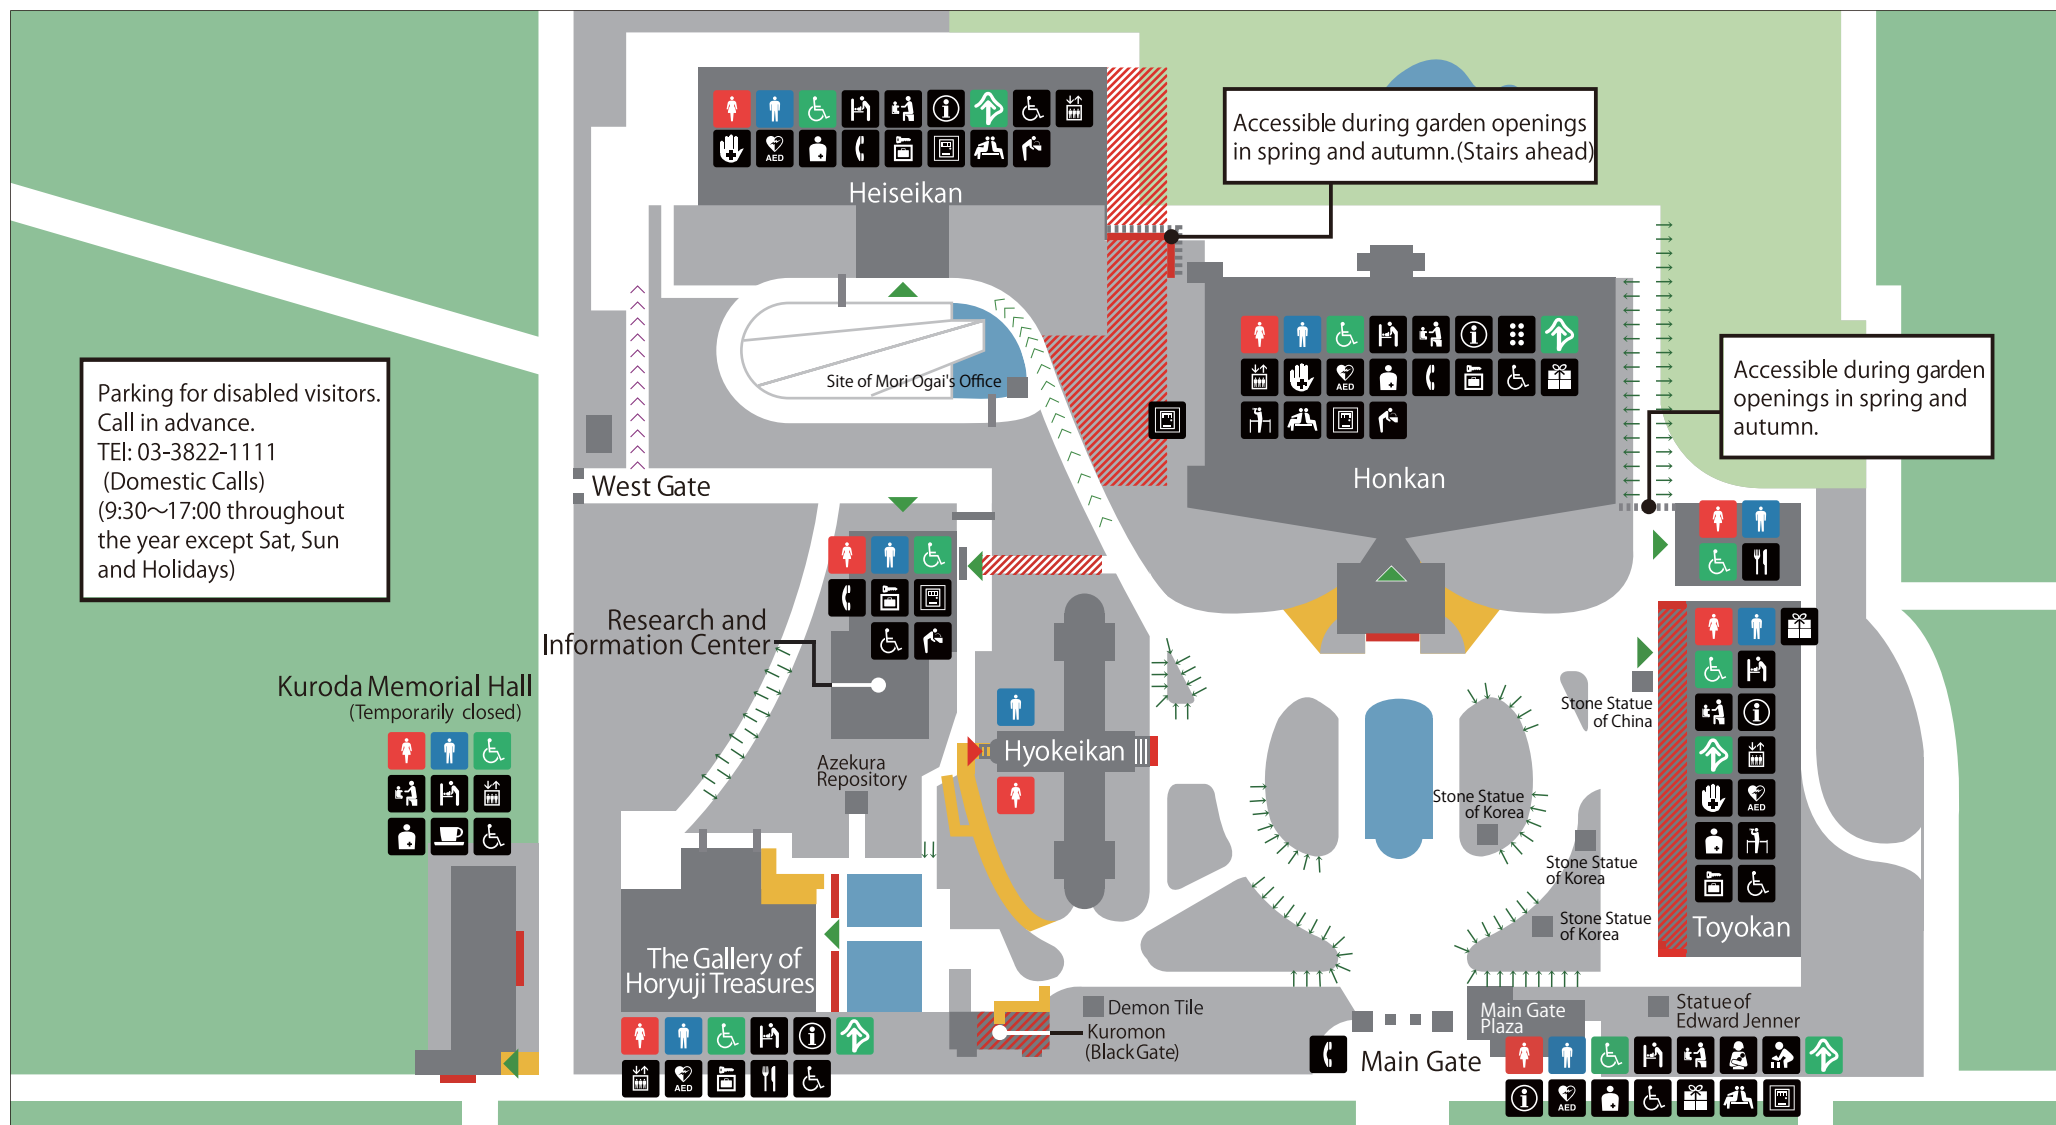 Accessible during garden openings
in spring and autumn.(Stairs ahead)
AED
Heiseikan
Accessible during garden
openings in spring and
autumn.
Parking for disabled visitors.
Call in advance.
TEl: 03-3822-1111
(Domestic Calls)
(9:30〜17:00 throughout
the year except Sat, Sun
and Holidays)
Site of Mori Ogai's Office
AED
Honkan
West Gate
Research and
Information Center
Kuroda Memorial Hall
(Temporarily closed)
Stone Statue
of China
Hyokeikan
Azekura
Repository
Stone Statue
of Korea
AED
Stone Statue
of Korea
Stone Statue
of Korea
Toyokan
The Gallery of
Horyuji Treasures
Demon Tile
Kuromon
(Black Gate)
Main Gate
Plaza
Statue of
Edward Jenner
Main Gate
AED
AED